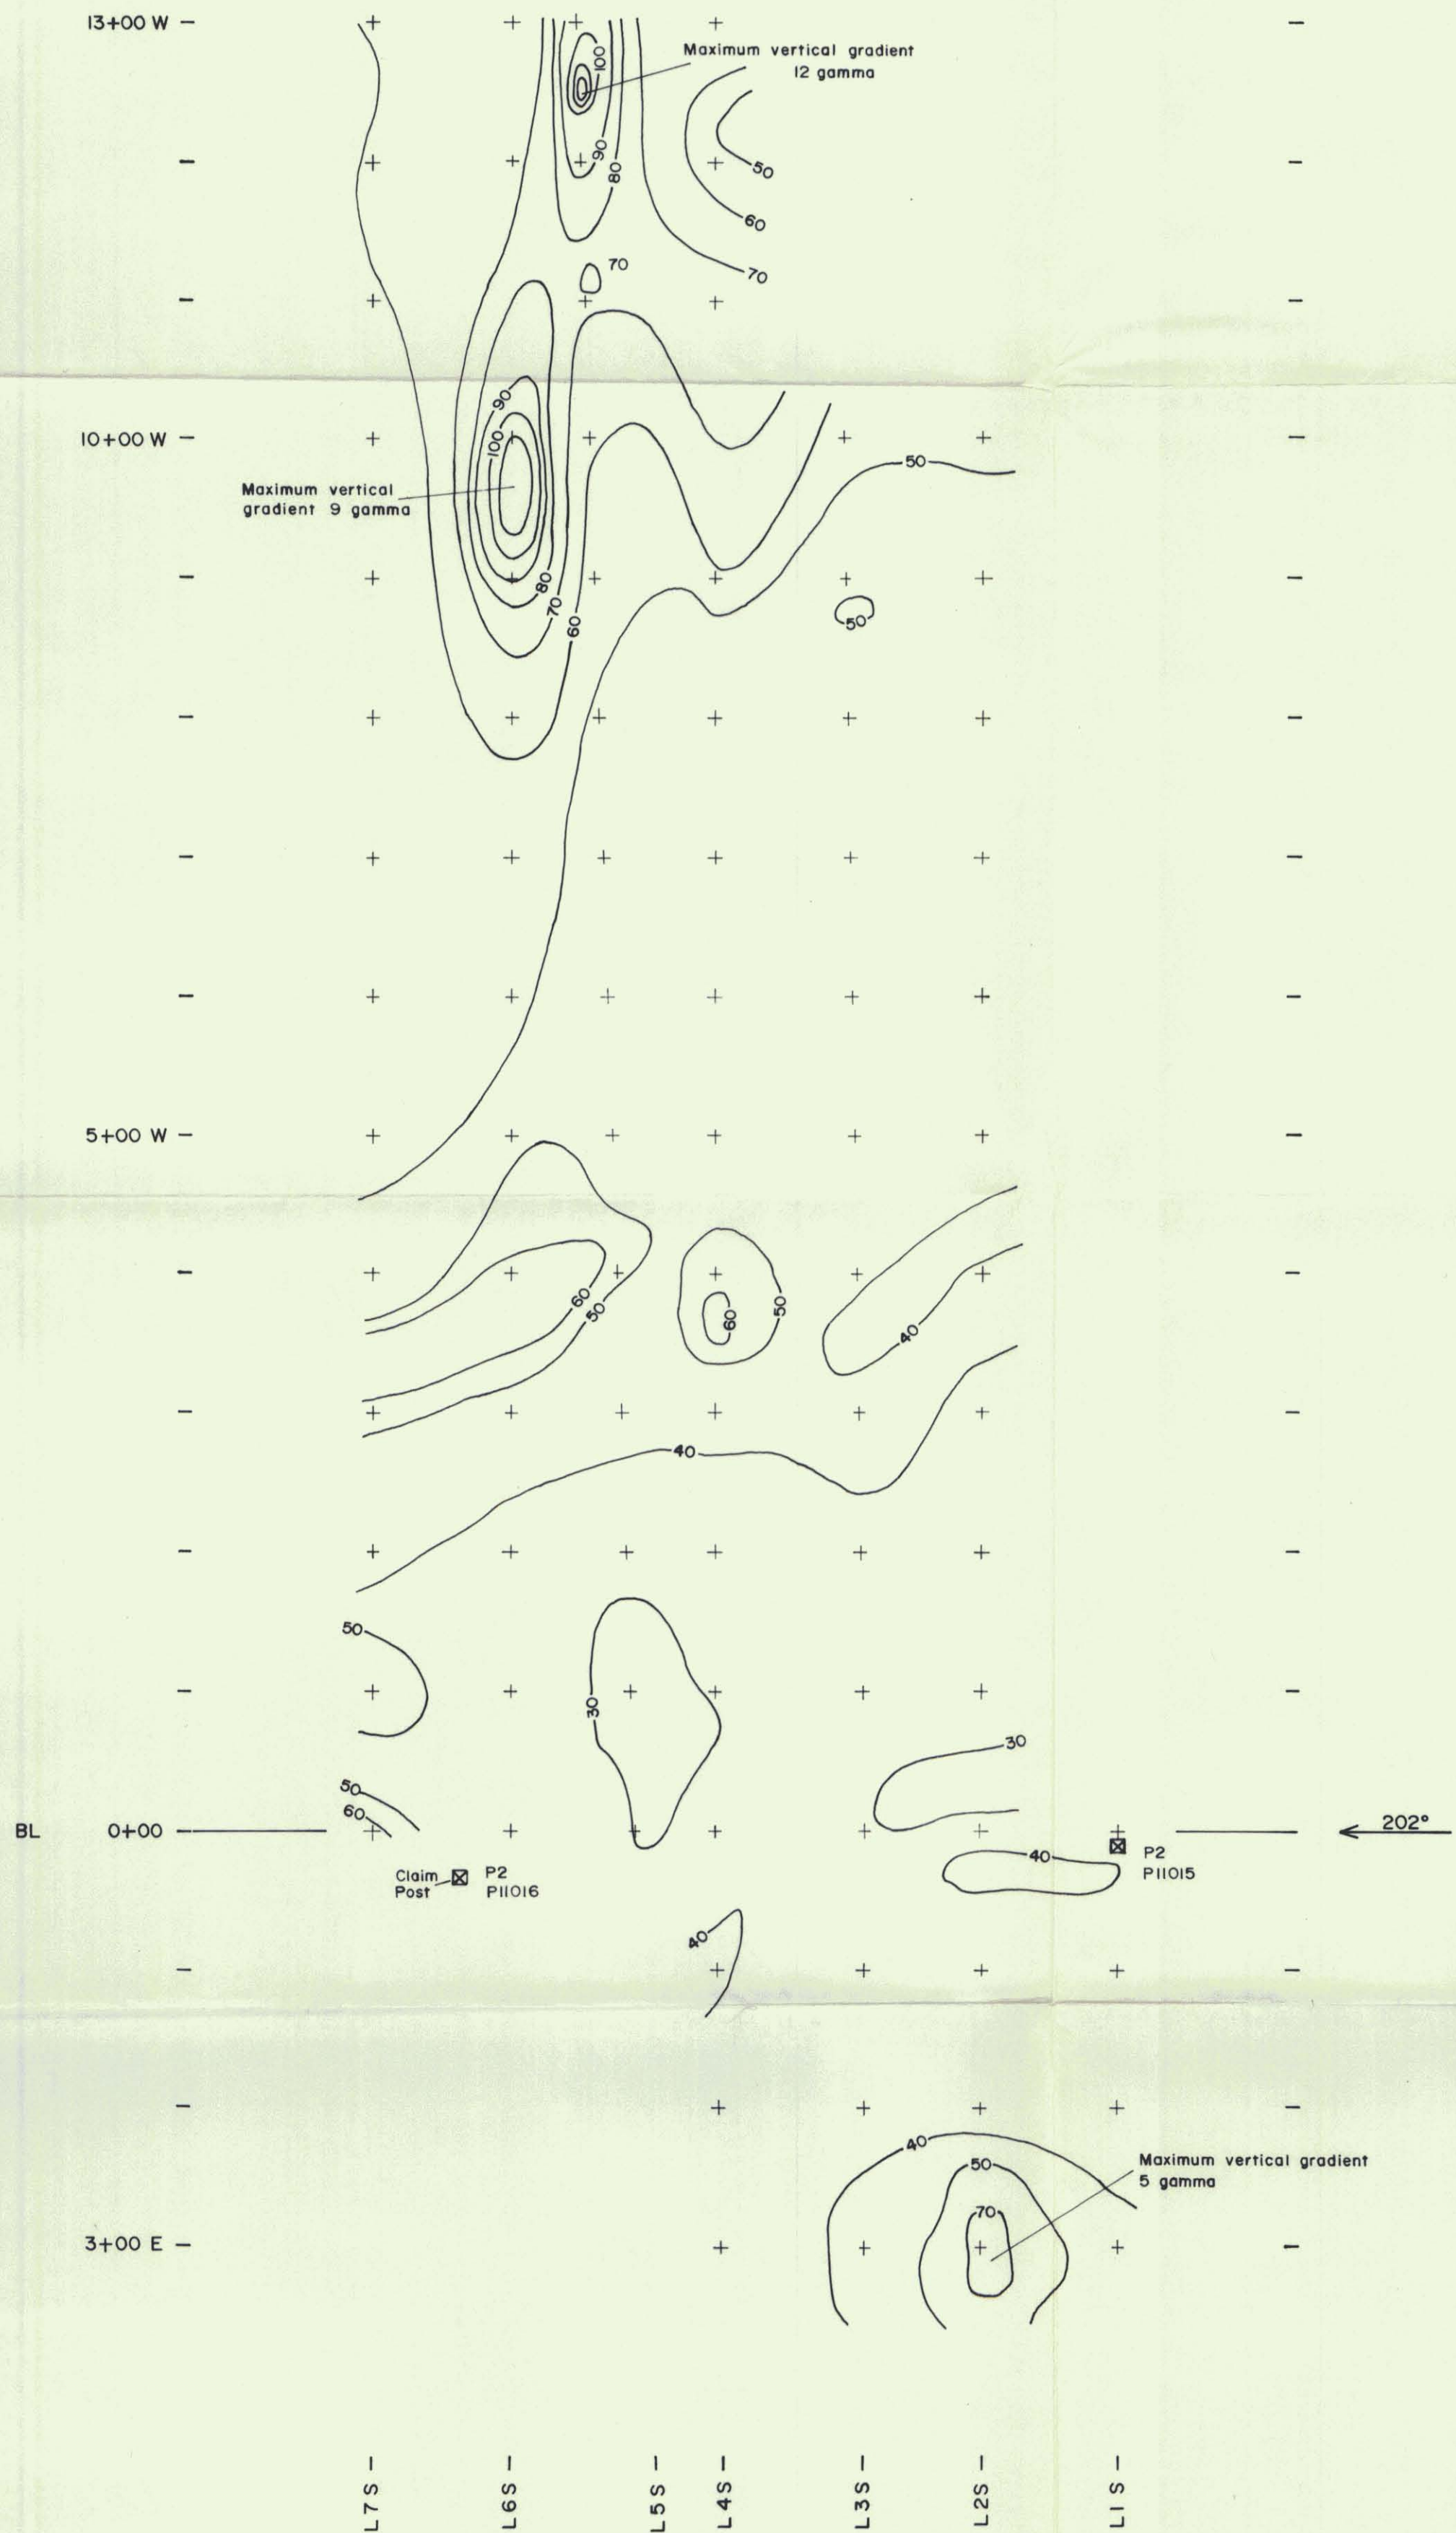 13+00 W
100
Maximum vertical gradient
12 gamma
90
80
50
60
70
70
90
100
10+00 W
50
Maximum vertical
gradient 9 gamma
80
70
60
50
5+00 W
60
50
60
50
40
40
50
30
30
50
60
BL 0+00
202°
Claim
Post
P2
P11016
40
P2
P11015
40
40
50
Maximum vertical gradient
5 gamma
70
3+00 E
L7S
L6S
L5S
L4S
L3S
L2S
L1S